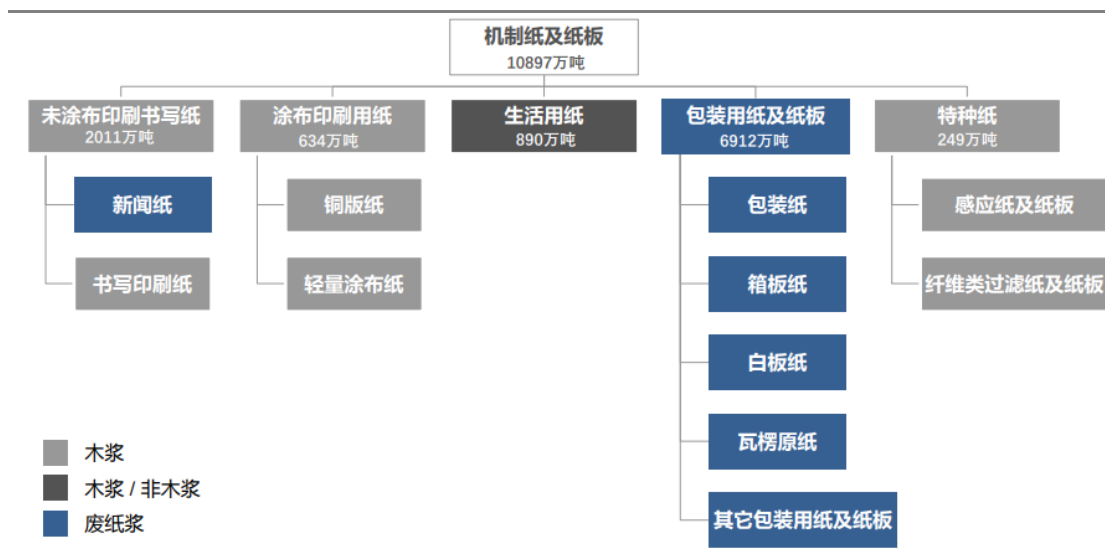 机制纸及纸板
10897万吨
未涂布印刷书写纸
2011万吨
涂布印刷用纸
634万吨
生活用纸
890万吨
包装用纸及纸板
6912万吨
特种纸
249万吨
新闻纸
铜版纸
包装纸
感应纸及纸板
书写印刷纸
轻量涂布纸
箱板纸
纤维类过滤纸及纸板
白板纸
瓦楞原纸
其它包装用纸及纸板
木浆
木浆 / 非木浆
废纸浆